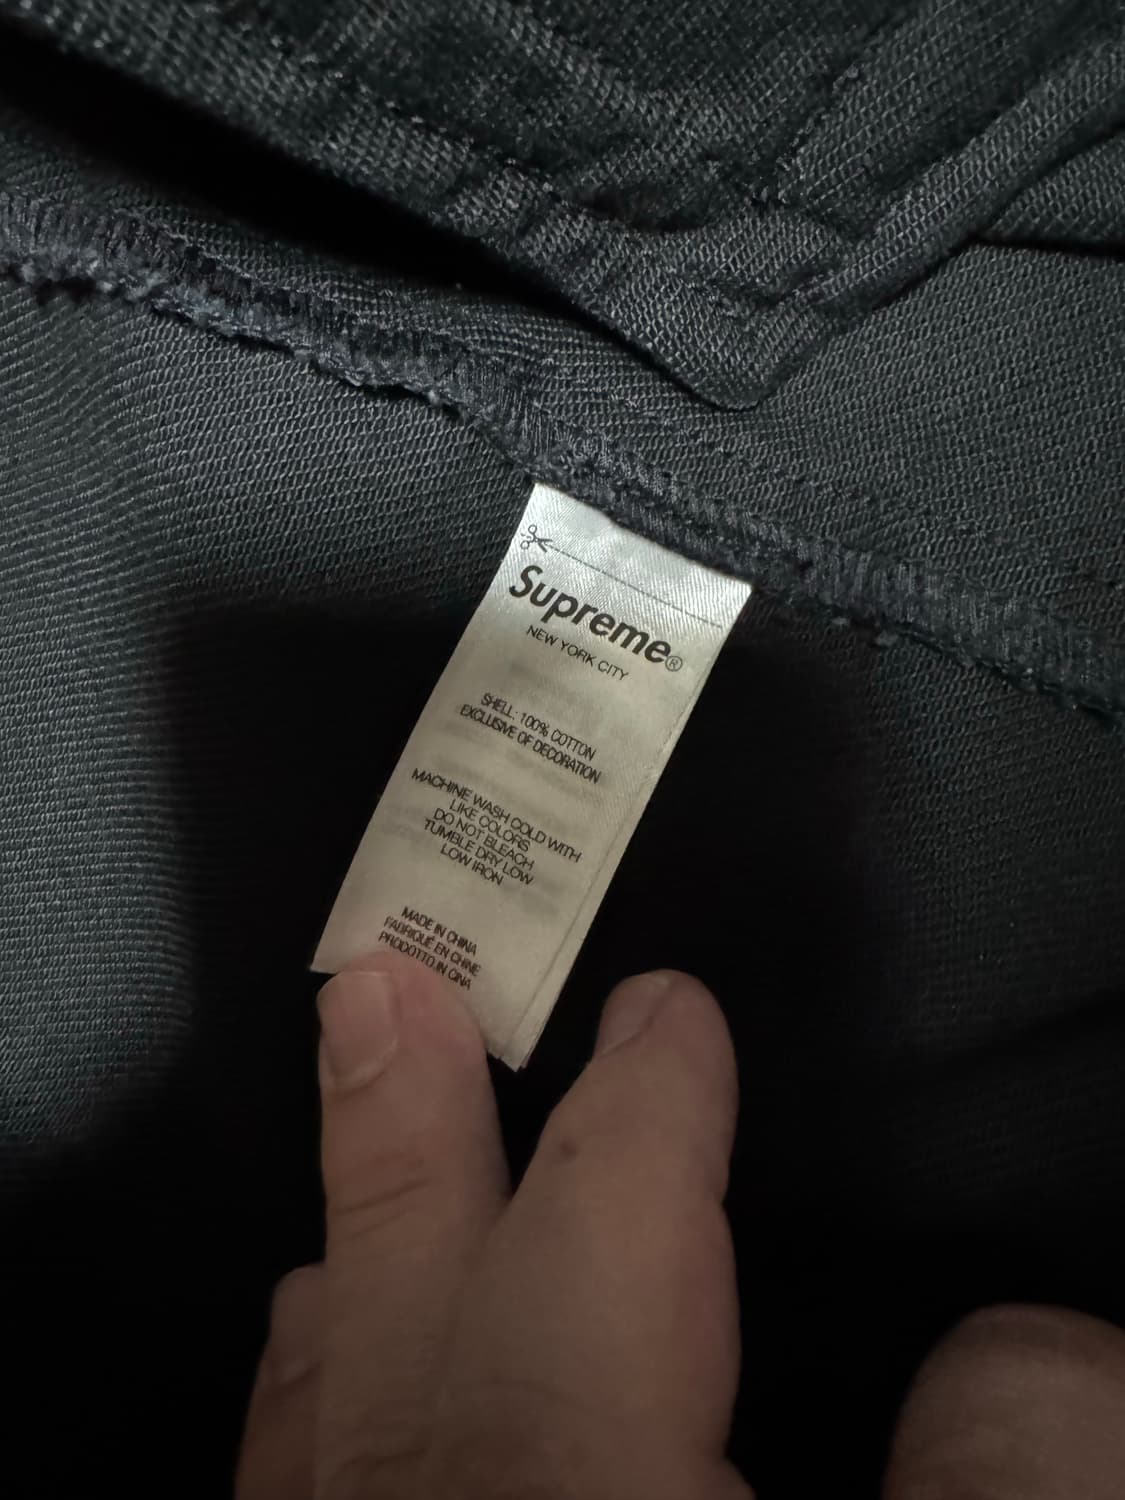 Supreme®
NEW YORK CITY
SHELL: 100% COTTON
EXCLUSIVE OF DECORATION
MACHINE WASH COLD WITH
LIKE COLORS
DO NOT BLEACH
TUMBLE DRY LOW
LOW IRON
MADE IN CHINA
FABRIQUÉ EN CHINE
PRODOTTO IN CINA